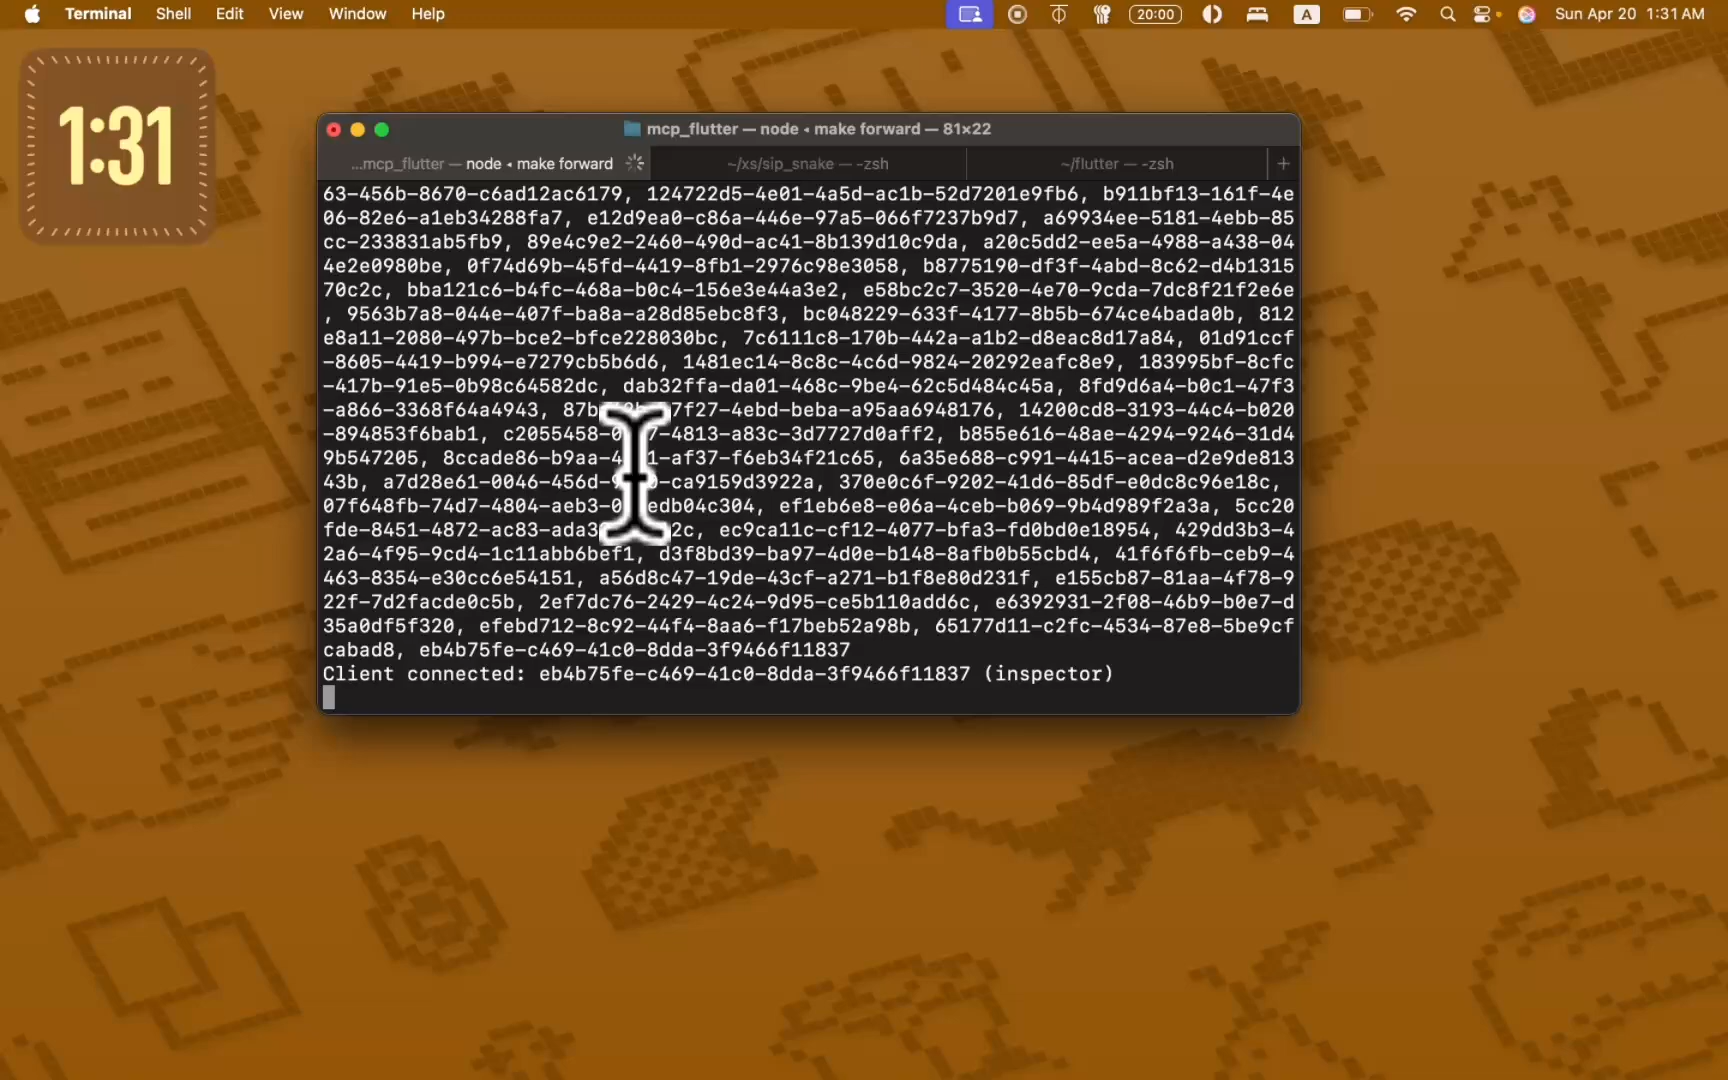 Terminal Shell Edit View Window Help 20:00 A Sun Apr 20 1:31 AM
1:31
mcp_flutter — node ◂ make forward — 81×22
...mcp_flutter — node ◂ make forward ~/xs/sip_snake — -zsh ~/flutter — -zsh +
63-456b-8670-c6ad12ac6179, 124722d5-4e01-4a5d-ac1b-52d7201e9fb6, b911bf13-161f-4e
06-82e6-a1eb34288fa7, e12d9ea0-c86a-446e-97a5-066f7237b9d7, a69934ee-5181-4ebb-85
cc-233831ab5fb9, 89e4c9e2-2460-490d-ac41-8b139d10c9da, a20c5dd2-ee5a-4988-a438-04
4e2e0980be, 0f74d69b-45fd-4419-8fb1-2976c98e3058, b8775190-df3f-4abd-8c62-d4b1315
70c2c, bba121c6-b4fc-468a-b0c4-156e3e44a3e2, e58bc2c7-3520-4e70-9cda-7dc8f21f2e6e
, 9563b7a8-044e-407f-ba8a-a28d85ebc8f3, bc048229-633f-4177-8b5b-674ce4bada0b, 812
e8a11-2080-497b-bce2-bfce228030bc, 7c6111c8-170b-442a-a1b2-d8eac8d17a84, 01d91ccf
-8605-4419-b994-e7279cb5b6d6, 1481ec14-8c8c-4c6d-9824-20292eafc8e9, 183995bf-8cfc
-417b-91e5-0b98c64582dc, dab32ffa-da01-468c-9be4-62c5d484c45a, 8fd9d6a4-b0c1-47f3
-a866-3368f64a4943, 7f27-4ebd-beba-a95aa6948176, 14200cd8-3193-44c4-b020
-894853f6bab1, c2055458- -4813-a83c-3d7727d0aff2, b855e616-48ae-4294-9246-31d4
9b547205, 8ccade86-b9aa- -af37-f6eb34f21c65, 6a35e688-c991-4415-acea-d2e9de813
43b, a7d28e61-0046-456d- -ca9159d3922a, 370e0c6f-9202-41d6-85df-e0dc8c96e18c,
07f648fb-74d7-4804-aeb3- edb04c304, ef1eb6e8-e06a-4ceb-b069-9b4d989f2a3a, 5cc20
fde-8451-4872-ac83-ada3 2c, ec9ca11c-cf12-4077-bfa3-fd0bd0e18954, 429dd3b3-4
2a6-4f95-9cd4-1c11abb6bef1, d3f8bd39-ba97-4d0e-b148-8afb0b55cbd4, 41f6f6fb-ceb9-4
463-8354-e30cc6e54151, a56d8c47-19de-43cf-a271-b1f8e80d231f, e155cb87-81aa-4f78-9
22f-7d2facde0c5b, 2ef7dc76-2429-4c24-9d95-ce5b110add6c, e6392931-2f08-46b9-b0e7-d
35a0df5f320, efebd712-8c92-44f4-8aa6-f17beb52a98b, 65177d11-c2fc-4534-87e8-5be9cf
cabad8, eb4b75fe-c469-41c0-8dda-3f9466f11837
Client connected: eb4b75fe-c469-41c0-8dda-3f9466f11837 (inspector)